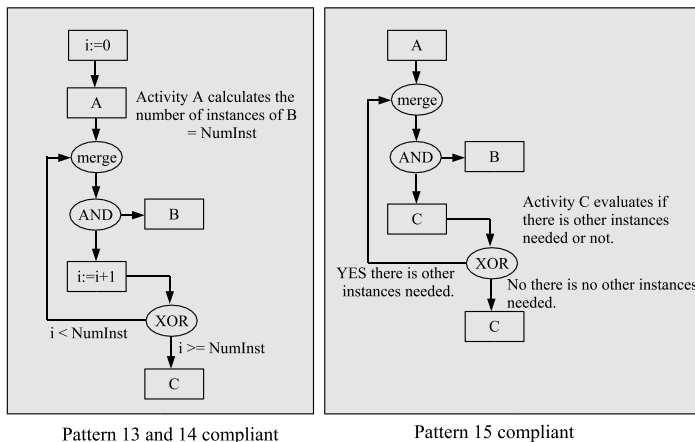 i:=0
A
Activity A calculates the
number of instances of B
= NumInst
merge
AND
B
i:=i+1
XOR
i < NumInst
i >= NumInst
C
Pattern 13 and 14 compliant
A
merge
AND
B
C
Activity C evaluates if
there is other instances
needed or not.
XOR
YES there is other
instances needed.
No there is no other instances
needed.
C
Pattern 15 compliant